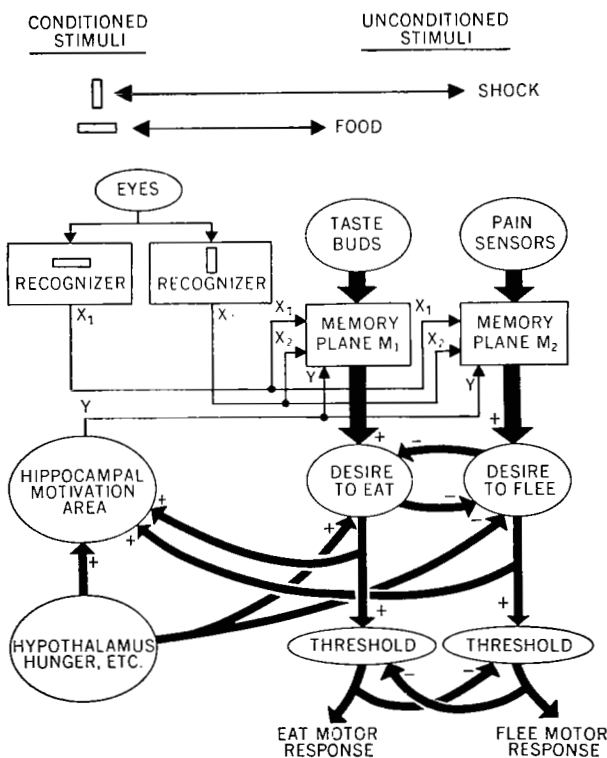 CONDITIONED
STIMULI
UNCONDITIONED
STIMULI
SHOCK
FOOD
EYES
TASTE
BUDS
PAIN
SENSORS
RECOGNIZER
RECOGNIZER
X1
X.
X1
X2
Y
MEMORY
PLANE M1
X1
X2
Y
MEMORY
PLANE M2
Y
+
+
HIPPOCAMPAL
MOTIVATION
AREA
DESIRE
TO EAT
DESIRE
TO FLEE
−
−
−
+
+
+
+
+
+
HYPOTHALAMUS
HUNGER, ETC.
THRESHOLD
THRESHOLD
−
−
EAT MOTOR
RESPONSE
FLEE MOTOR
RESPONSE